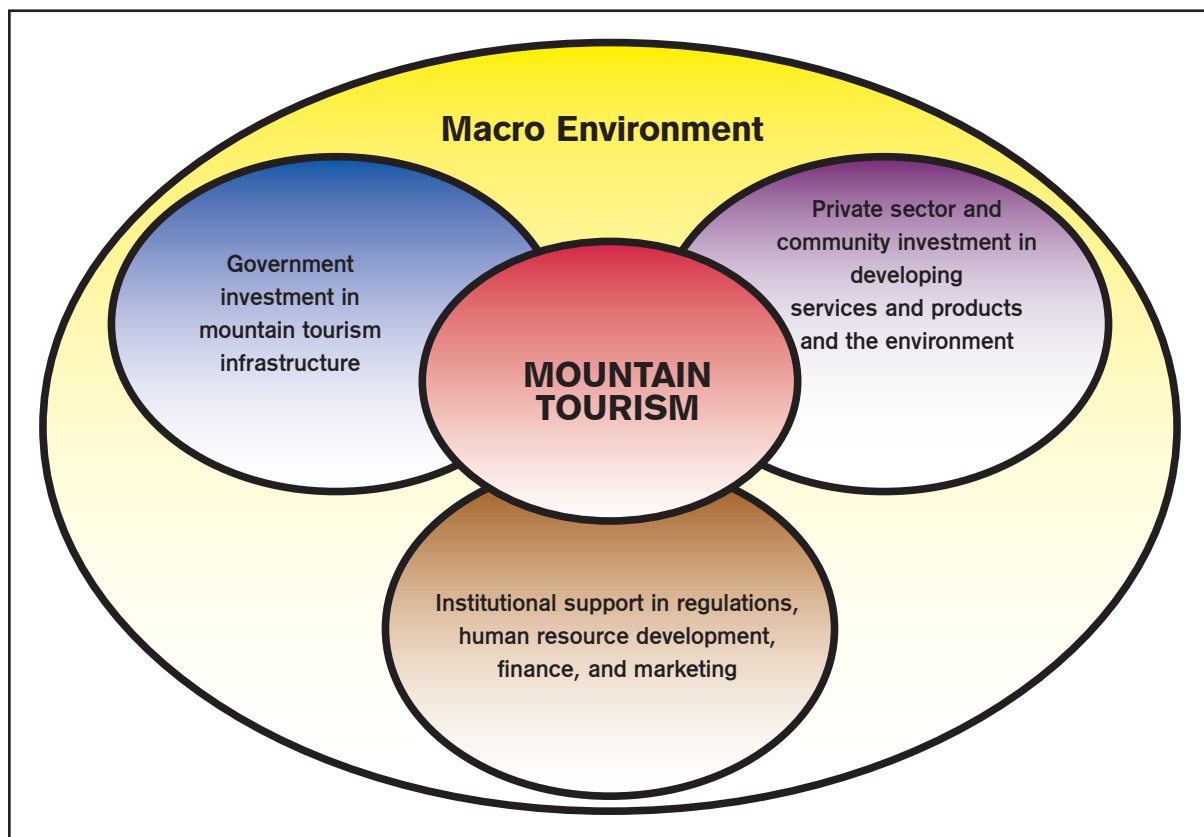 Macro Environment
Government
investment in
mountain tourism
infrastructure
Private sector and
community investment in
developing
services and products
and the environment
MOUNTAIN
TOURISM
Institutional support in regulations,
human resource development,
finance, and marketing